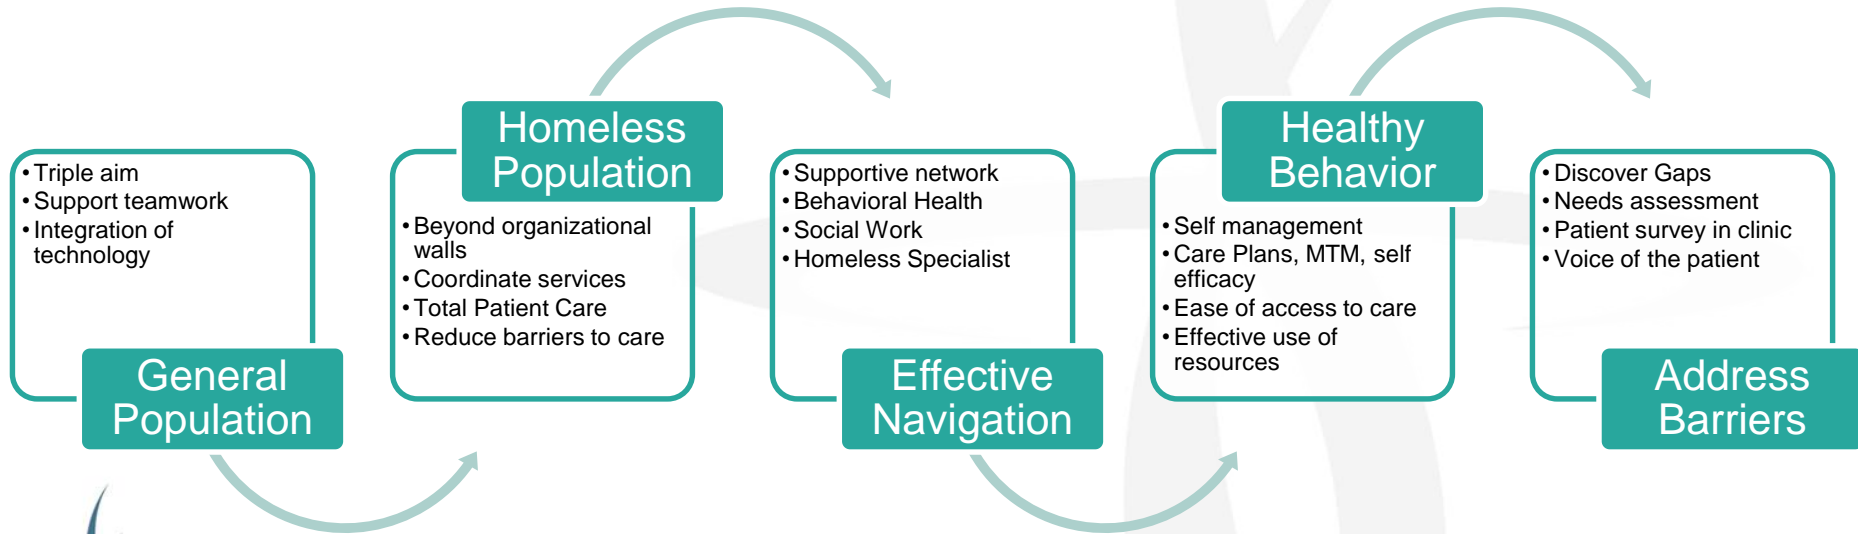 • Triple aim
• Support teamwork
• Integration of
technology
General
Population
Homeless
Population
• Beyond organizational
walls
• Coordinate services
• Total Patient Care
• Reduce barriers to care
• Supportive network
• Behavioral Health
• Social Work
• Homeless Specialist
Effective
Navigation
Healthy
Behavior
• Self management
• Care Plans, MTM, self
efficacy
• Ease of access to care
• Effective use of
resources
• Discover Gaps
• Needs assessment
• Patient survey in clinic
• Voice of the patient
Address
Barriers